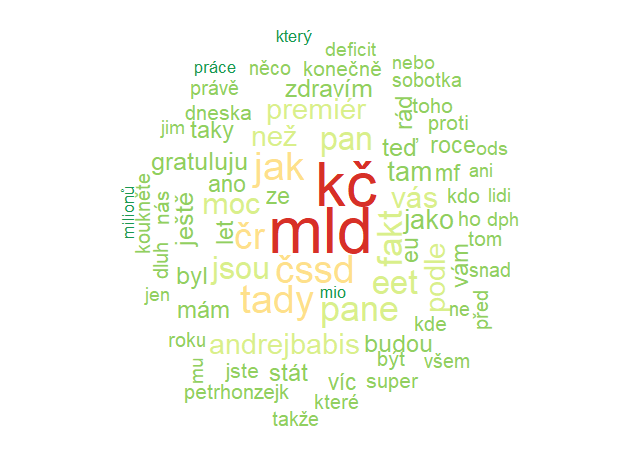 který
deficit
práce něco konečně nebo
právě zdravím sobotka
dneska premiér rád toho
jim taky než pan proti
gratuluju jak teď roce ods
milionů koukněte nás ano ze kč tam mf ani
ještě moc vás kdo lidi
let čr mld fakt jako ho dph
dluh jsou čssd eu podle vám tom
byl eet snad
jen tady mio
mám pane ne před
kde
roku andrejbabis budou
mu jste stát být všem
petrhonzejk víc super
které
takže